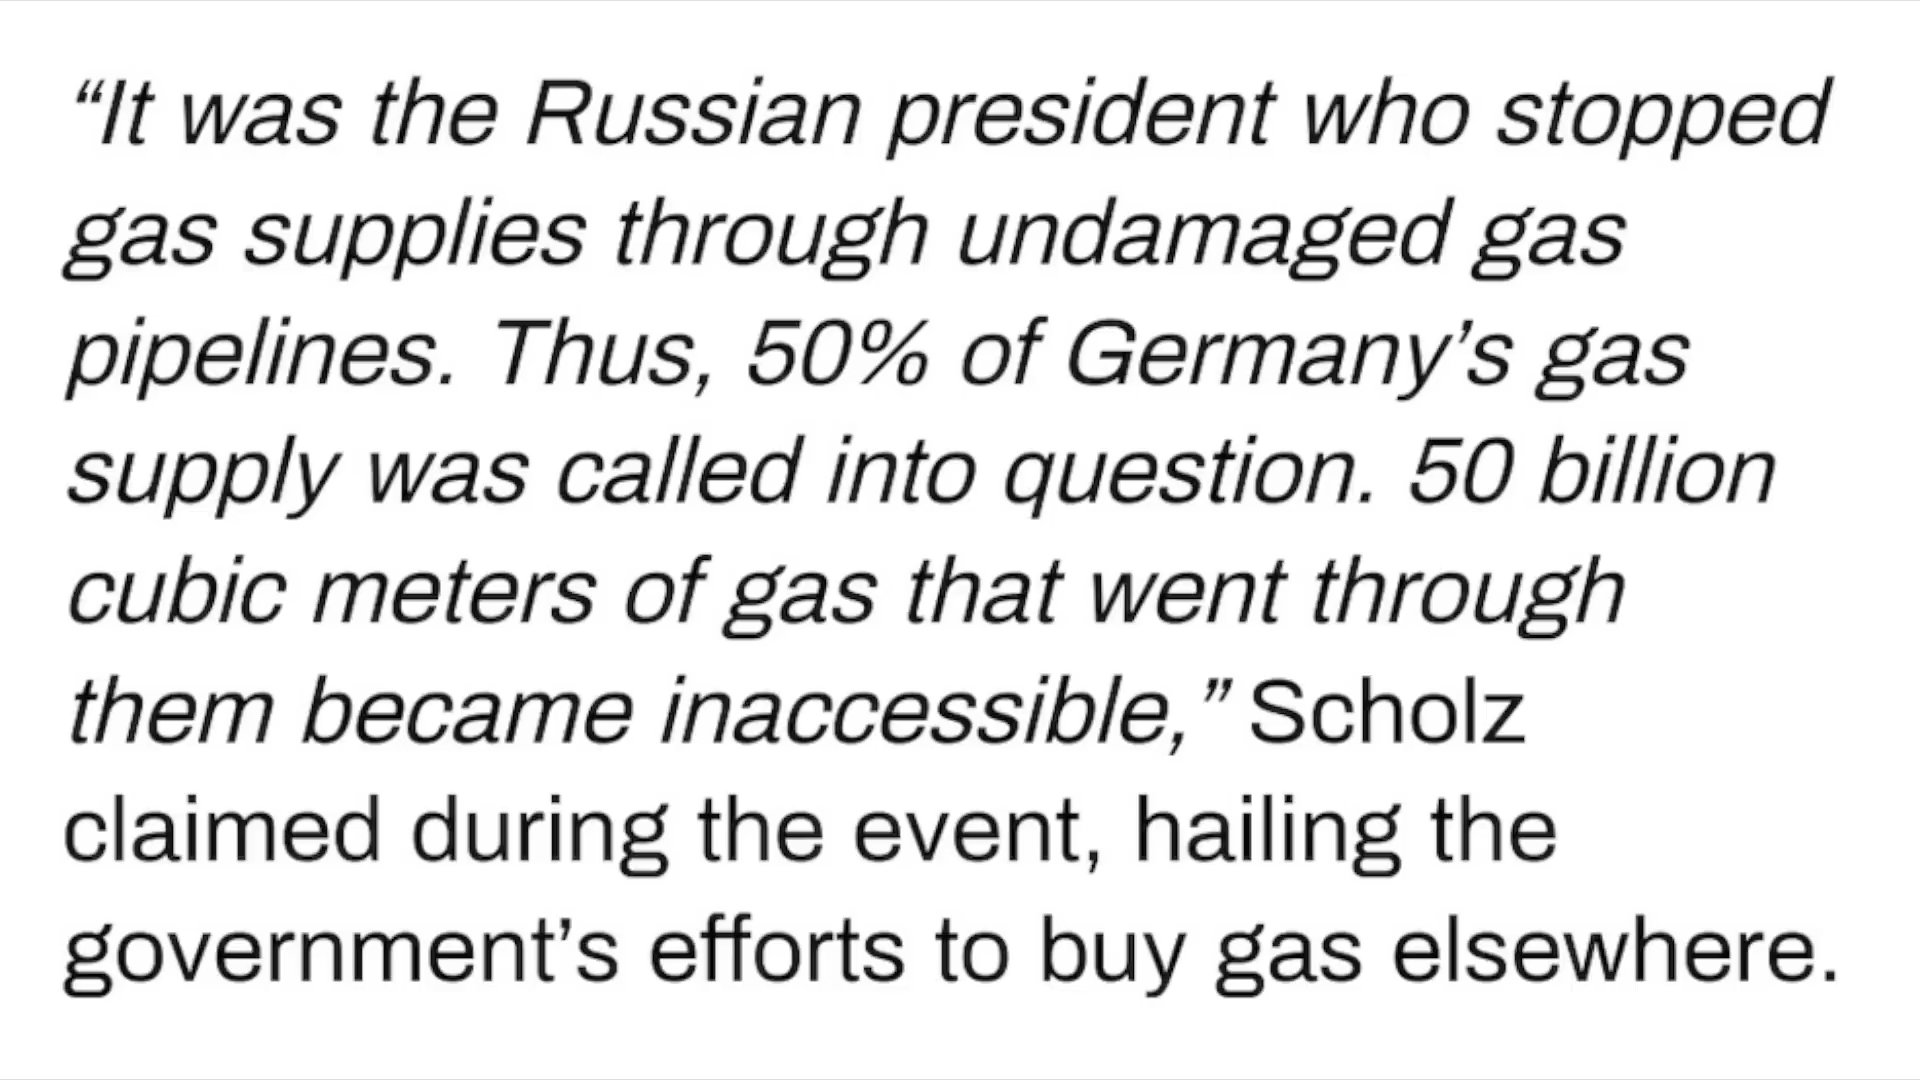 “It was the Russian president who stopped
gas supplies through undamaged gas
pipelines. Thus, 50% of Germany’s gas
supply was called into question. 50 billion
cubic meters of gas that went through
them became inaccessible,” Scholz
claimed during the event, hailing the
government’s efforts to buy gas elsewhere.